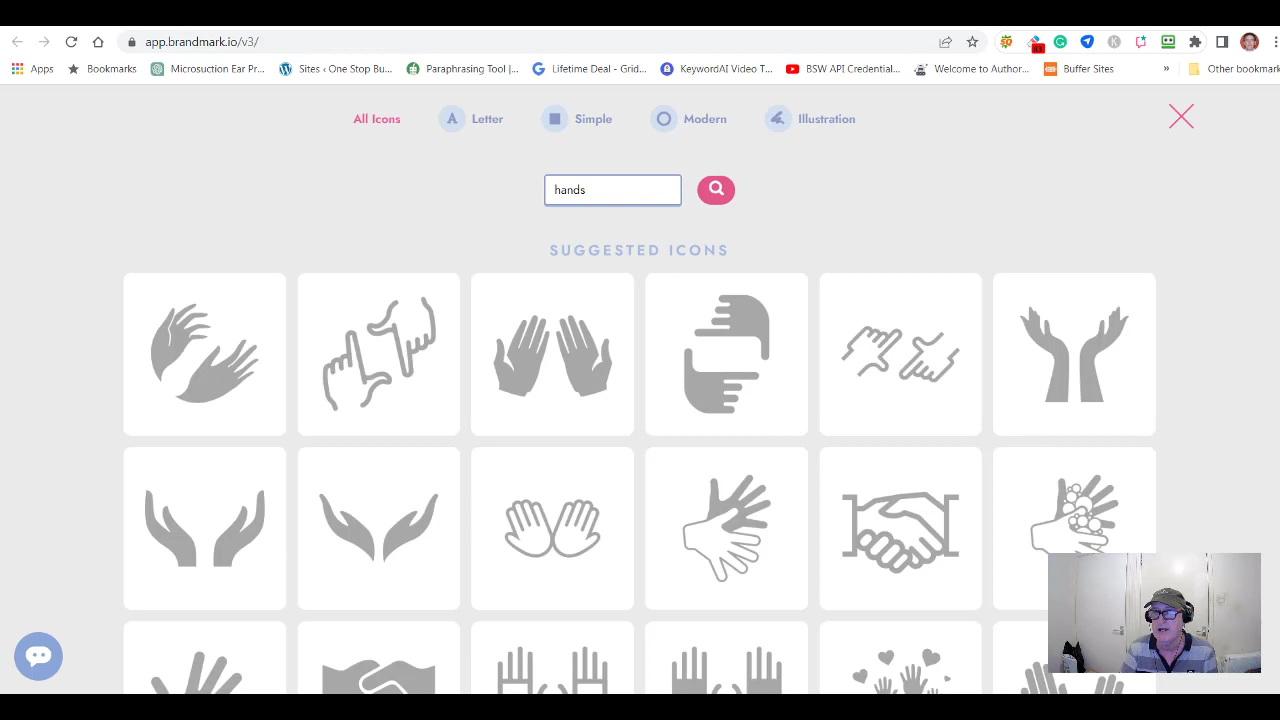 app.brandmark.io/v3/
83
Apps
Bookmarks
Microsuction Ear Pr...
Sites ‹ One Stop Bu...
Paraphrasing Tool |...
Lifetime Deal - Grid...
KeywordAI Video T...
BSW API Credential...
Welcome to Author...
Buffer Sites
»
Other bookmark
All Icons
A
Letter
Simple
Modern
Illustration
hands
SUGGESTED ICONS